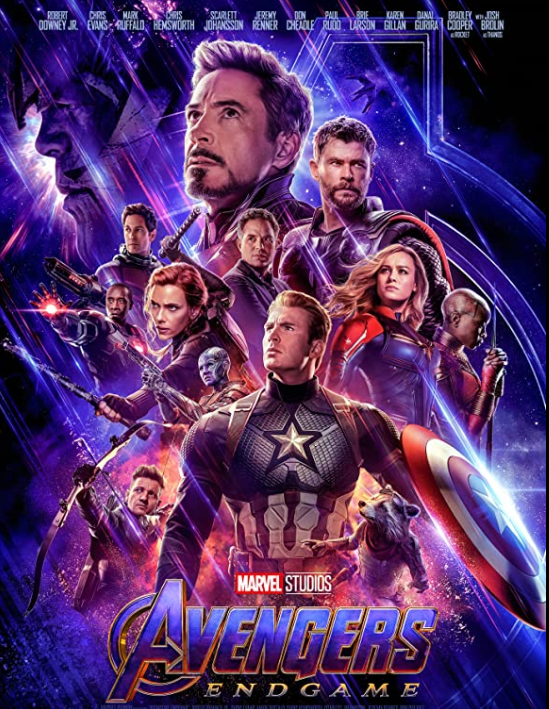 ROBERT DOWNEY JR. CHRIS EVANS MARK RUFFALO CHRIS HEMSWORTH SCARLETT JOHANSSON JEREMY RENNER DON CHEADLE PAUL RUDD BRIE LARSON KAREN GILLAN DANAI GURIRA BRADLEY COOPER AS ROCKET WITH JOSH BROLIN AS THANOS
MARVEL STUDIOS
AVENGERS
ENDGAME